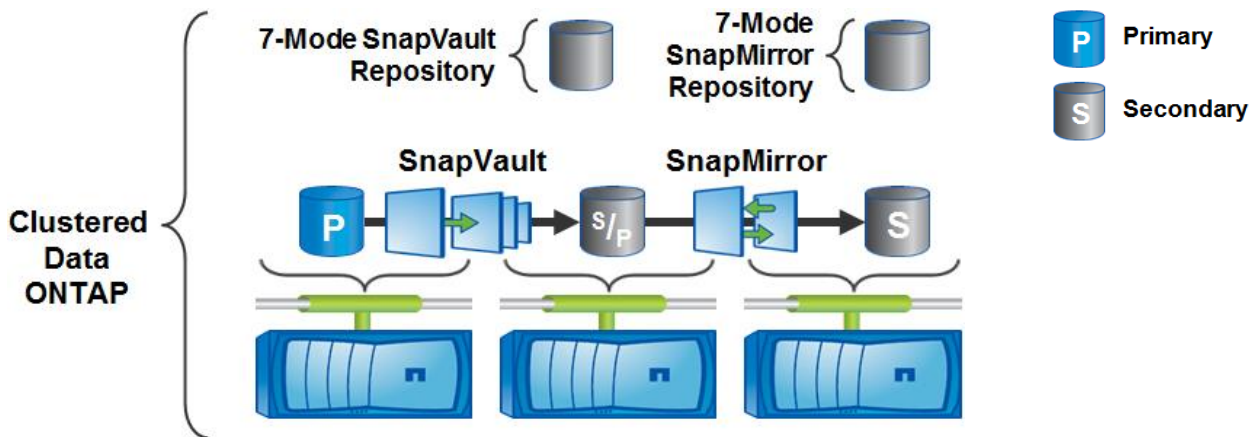 7-Mode SnapVault
Repository
7-Mode
SnapMirror
Repository
P
Primary
S
Secondary
SnapVault
SnapMirror
Clustered
Data
ONTAP
P
S/P
S